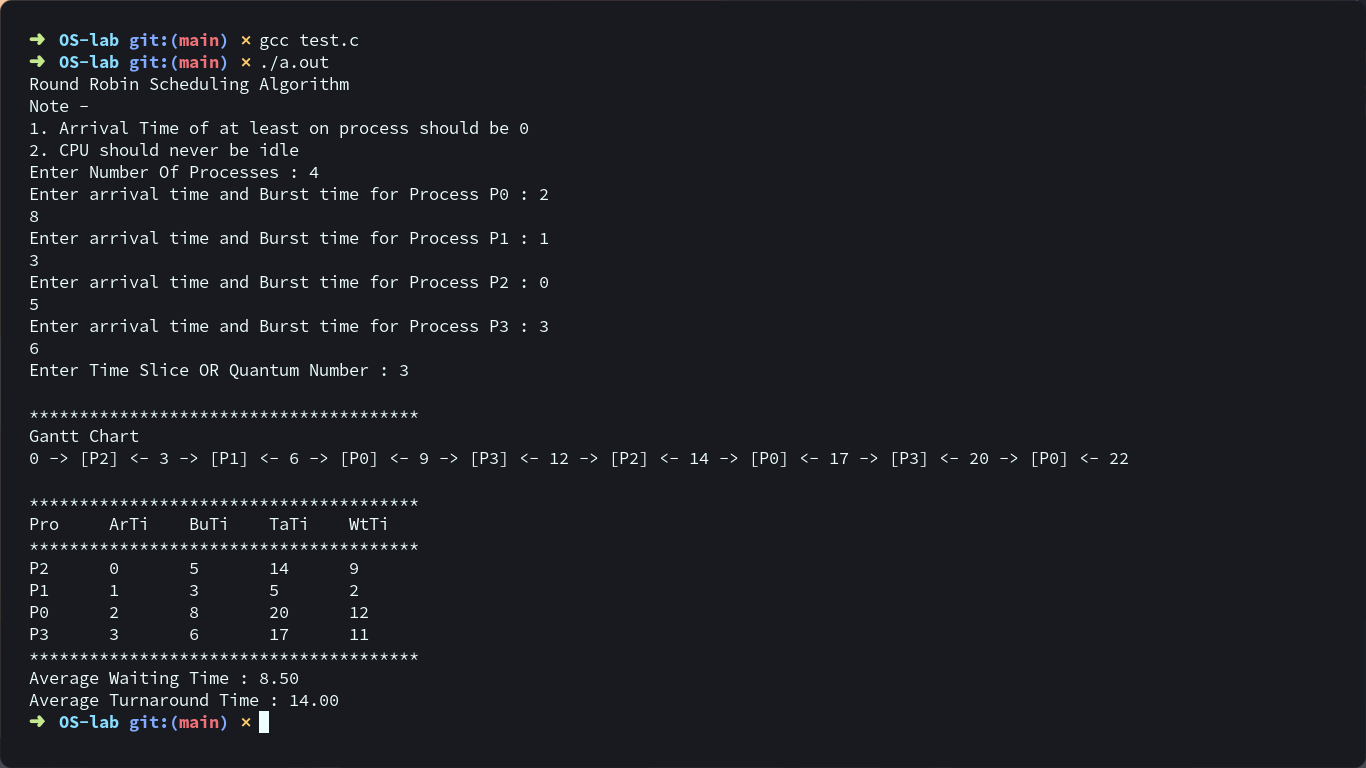 ➜ OS-lab git:(main) × gcc test.c
➜ OS-lab git:(main) × ./a.out
Round Robin Scheduling Algorithm
Note -
1. Arrival Time of at least on process should be 0
2. CPU should never be idle
Enter Number Of Processes : 4
Enter arrival time and Burst time for Process P0 : 2
8
Enter arrival time and Burst time for Process P1 : 1
3
Enter arrival time and Burst time for Process P2 : 0
5
Enter arrival time and Burst time for Process P3 : 3
6
Enter Time Slice OR Quantum Number : 3

***************************************
Gantt Chart
0 -> [P2] <- 3 -> [P1] <- 6 -> [P0] <- 9 -> [P3] <- 12 -> [P2] <- 14 -> [P0] <- 17 -> [P3] <- 20 -> [P0] <- 22

***************************************
Pro     ArTi    BuTi    TaTi    WtTi
***************************************
P2      0       5       14      9
P1      1       3       5       2
P0      2       8       20      12
P3      3       6       17      11
***************************************
Average Waiting Time : 8.50
Average Turnaround Time : 14.00
➜ OS-lab git:(main) ×